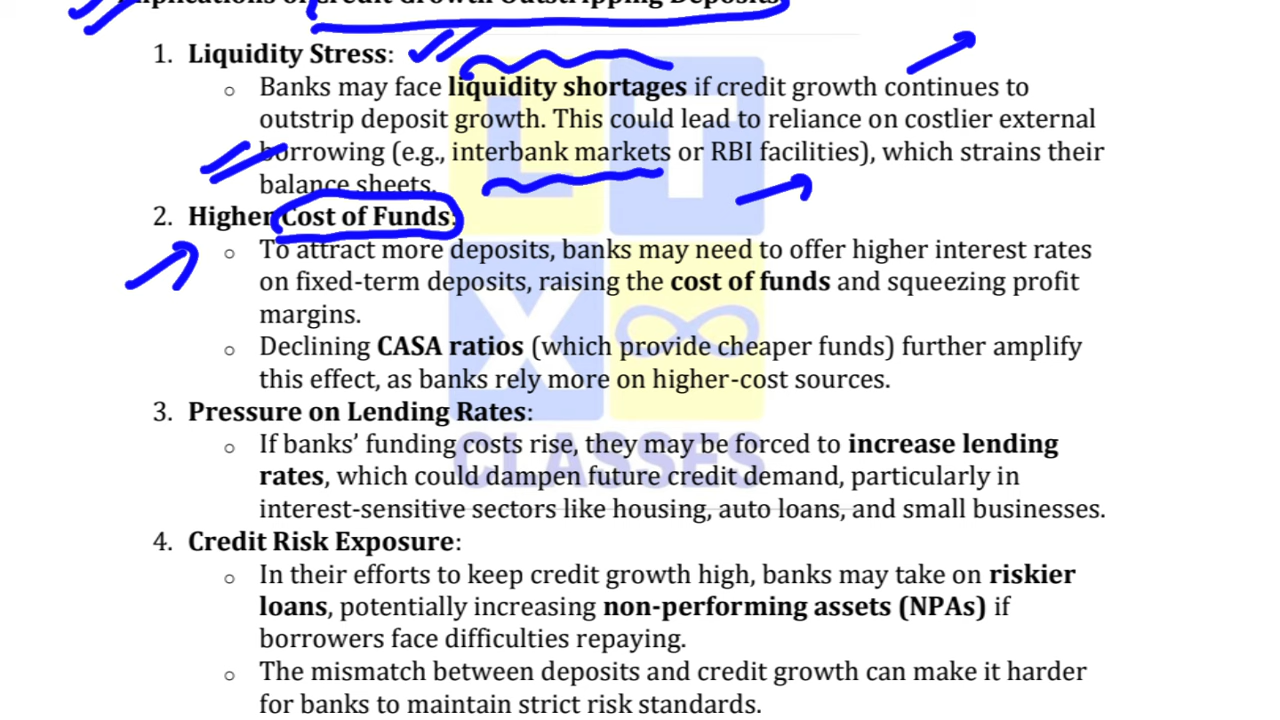 Implications of Credit Growth Outstripping Deposits
1. Liquidity Stress:
○ Banks may face liquidity shortages if credit growth continues to
outstrip deposit growth. This could lead to reliance on costlier external
borrowing (e.g., interbank markets or RBI facilities), which strains their
balance sheets.
2. Higher Cost of Funds:
○ To attract more deposits, banks may need to offer higher interest rates
on fixed-term deposits, raising the cost of funds and squeezing profit
margins.
○ Declining CASA ratios (which provide cheaper funds) further amplify
this effect, as banks rely more on higher-cost sources.
3. Pressure on Lending Rates:
○ If banks’ funding costs rise, they may be forced to increase lending
rates, which could dampen future credit demand, particularly in
interest-sensitive sectors like housing, auto loans, and small businesses.
4. Credit Risk Exposure:
○ In their efforts to keep credit growth high, banks may take on riskier
loans, potentially increasing non-performing assets (NPAs) if
borrowers face difficulties repaying.
○ The mismatch between deposits and credit growth can make it harder
for banks to maintain strict risk standards.
L T
X
CLASSES